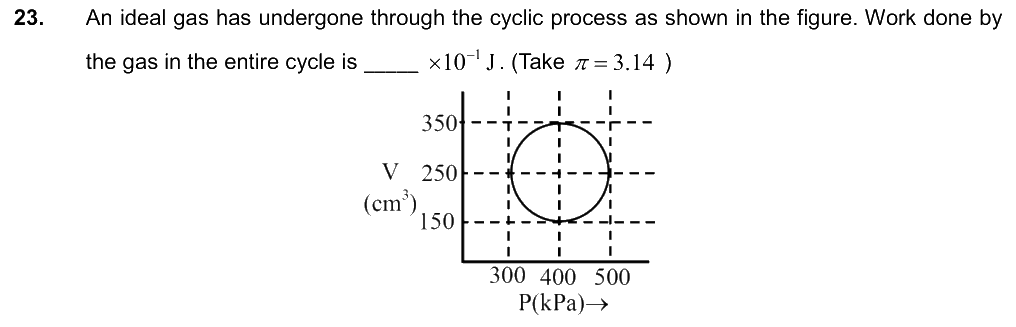 23. An ideal gas has undergone through the cyclic process as shown in the figure. Work done by
the gas in the entire cycle is _____ ×10⁻¹ J. (Take π = 3.14 )
350
V 250
(cm³)
150
300 400 500
P(kPa)→